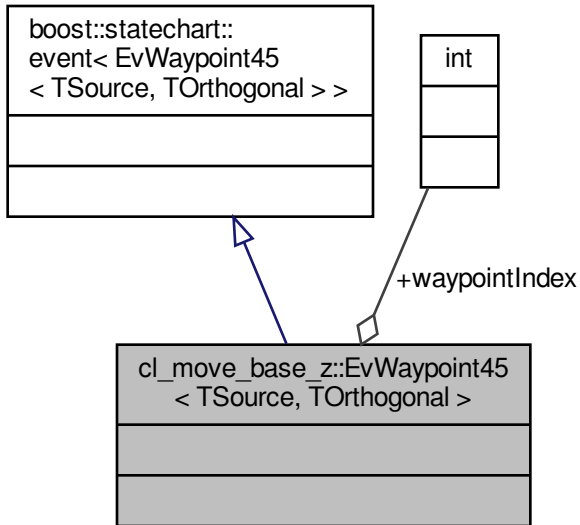 boost::statechart::
event< EvWaypoint45
< TSource, TOrthogonal > >
int
+waypointIndex
cl_move_base_z::EvWaypoint45
< TSource, TOrthogonal >